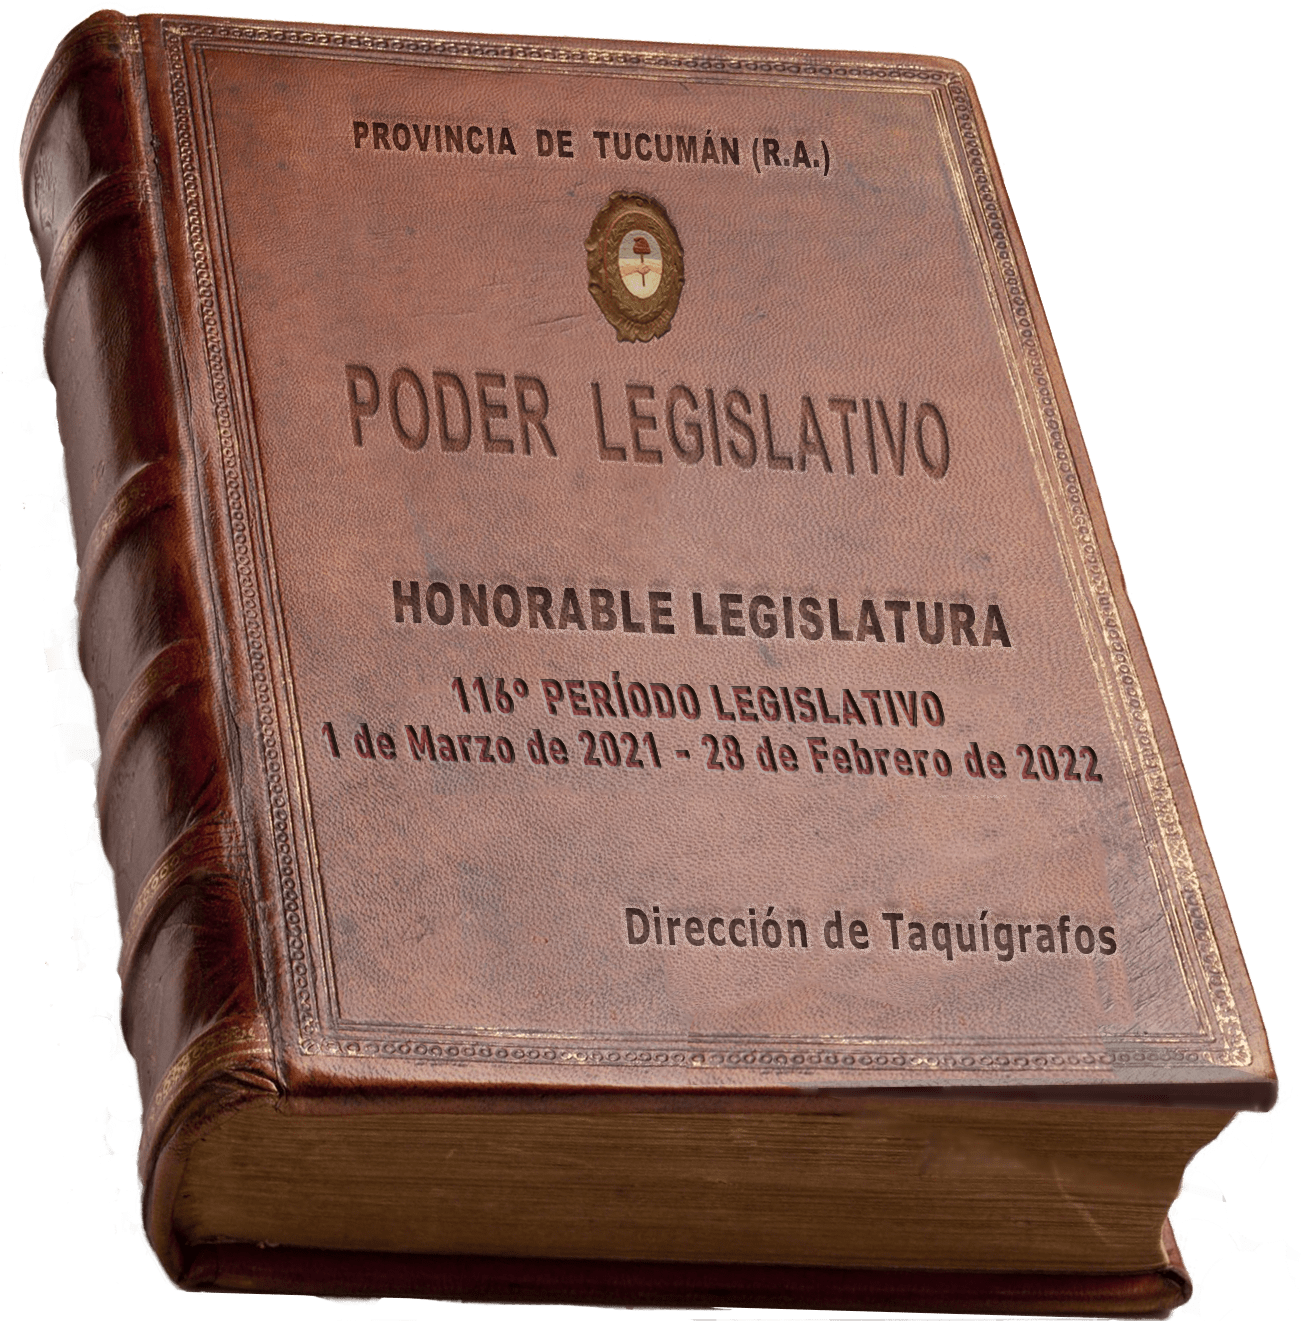 PROVINCIA DE TUCUMÁN (R.A.)
PODER LEGISLATIVO
HONORABLE LEGISLATURA
116º PERÍODO LEGISLATIVO
1 de Marzo de 2021 - 28 de Febrero de 2022
Dirección de Taquígrafos